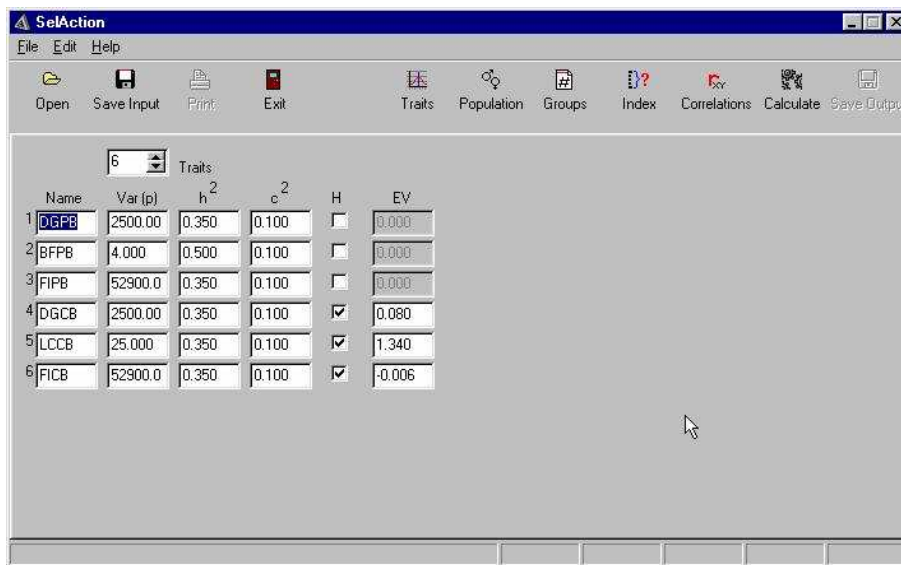 SelAction
File Edit Help
Open Save Input Print Exit Traits Population Groups Index Correlations Calculate Save Outpu
6 Traits
Name Var (p) h2 c2 H EV
1 DGPB 2500.00 0.350 0.100 0.000
2 BFPB 4.000 0.500 0.100 0.000
3 FIPB 52900.0 0.350 0.100 0.000
4 DGCB 2500.00 0.350 0.100 0.080
5 LCCB 25.000 0.350 0.100 1.340
6 FICB 52900.0 0.350 0.100 -0.006